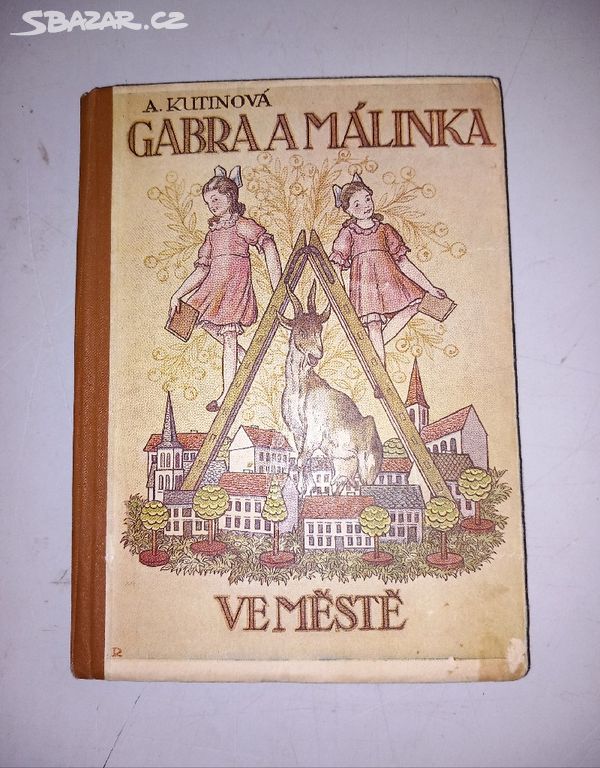 SBAZAR.CZ
A. KUTINOVÁ
GABRA A MÁLINKA
VE MĚSTĚ